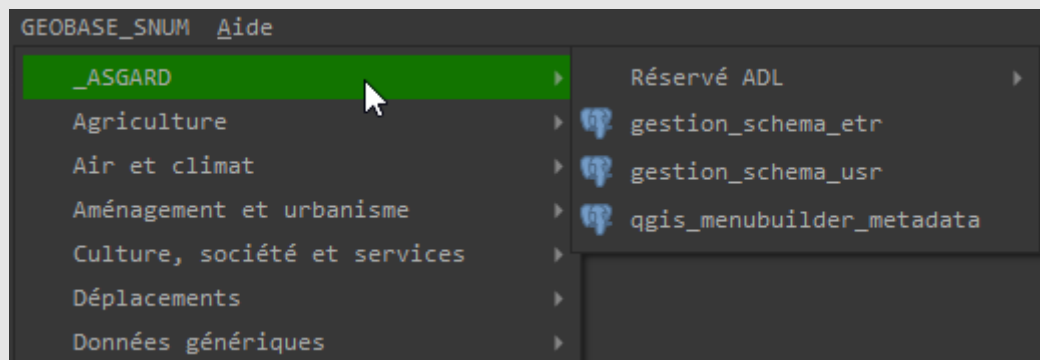 GEOBASE_SNUM Aide
_ASGARD
Agriculture
Air et climat
Aménagement et urbanisme
Culture, société et services
Déplacements
Données génériques
Réservé ADL
gestion_schema_etr
gestion_schema_usr
qgis_menubuilder_metadata